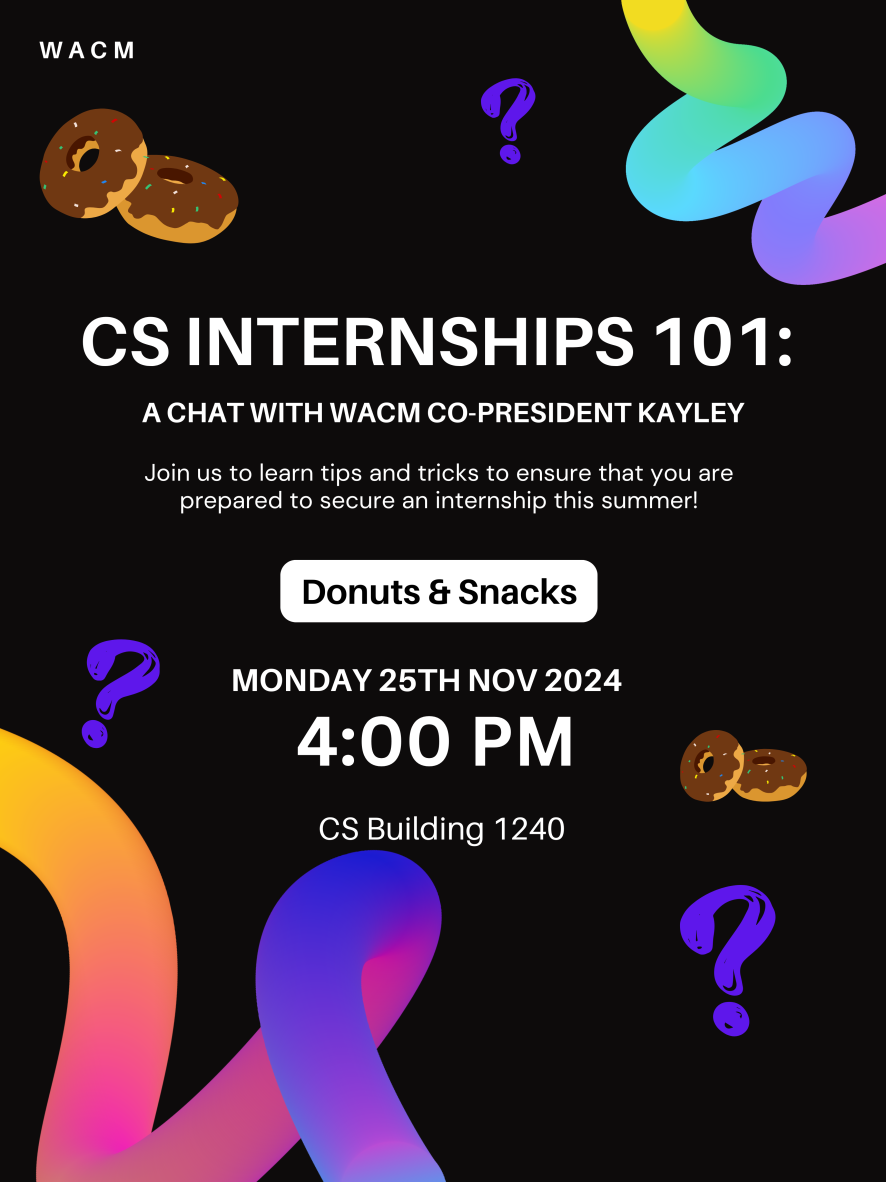 WACM
CS INTERNSHIPS 101:
A CHAT WITH WACM CO-PRESIDENT KAYLEY
Join us to learn tips and tricks to ensure that you are
prepared to secure an internship this summer!
Donuts & Snacks
MONDAY 25TH NOV 2024
4:00 PM
CS Building 1240